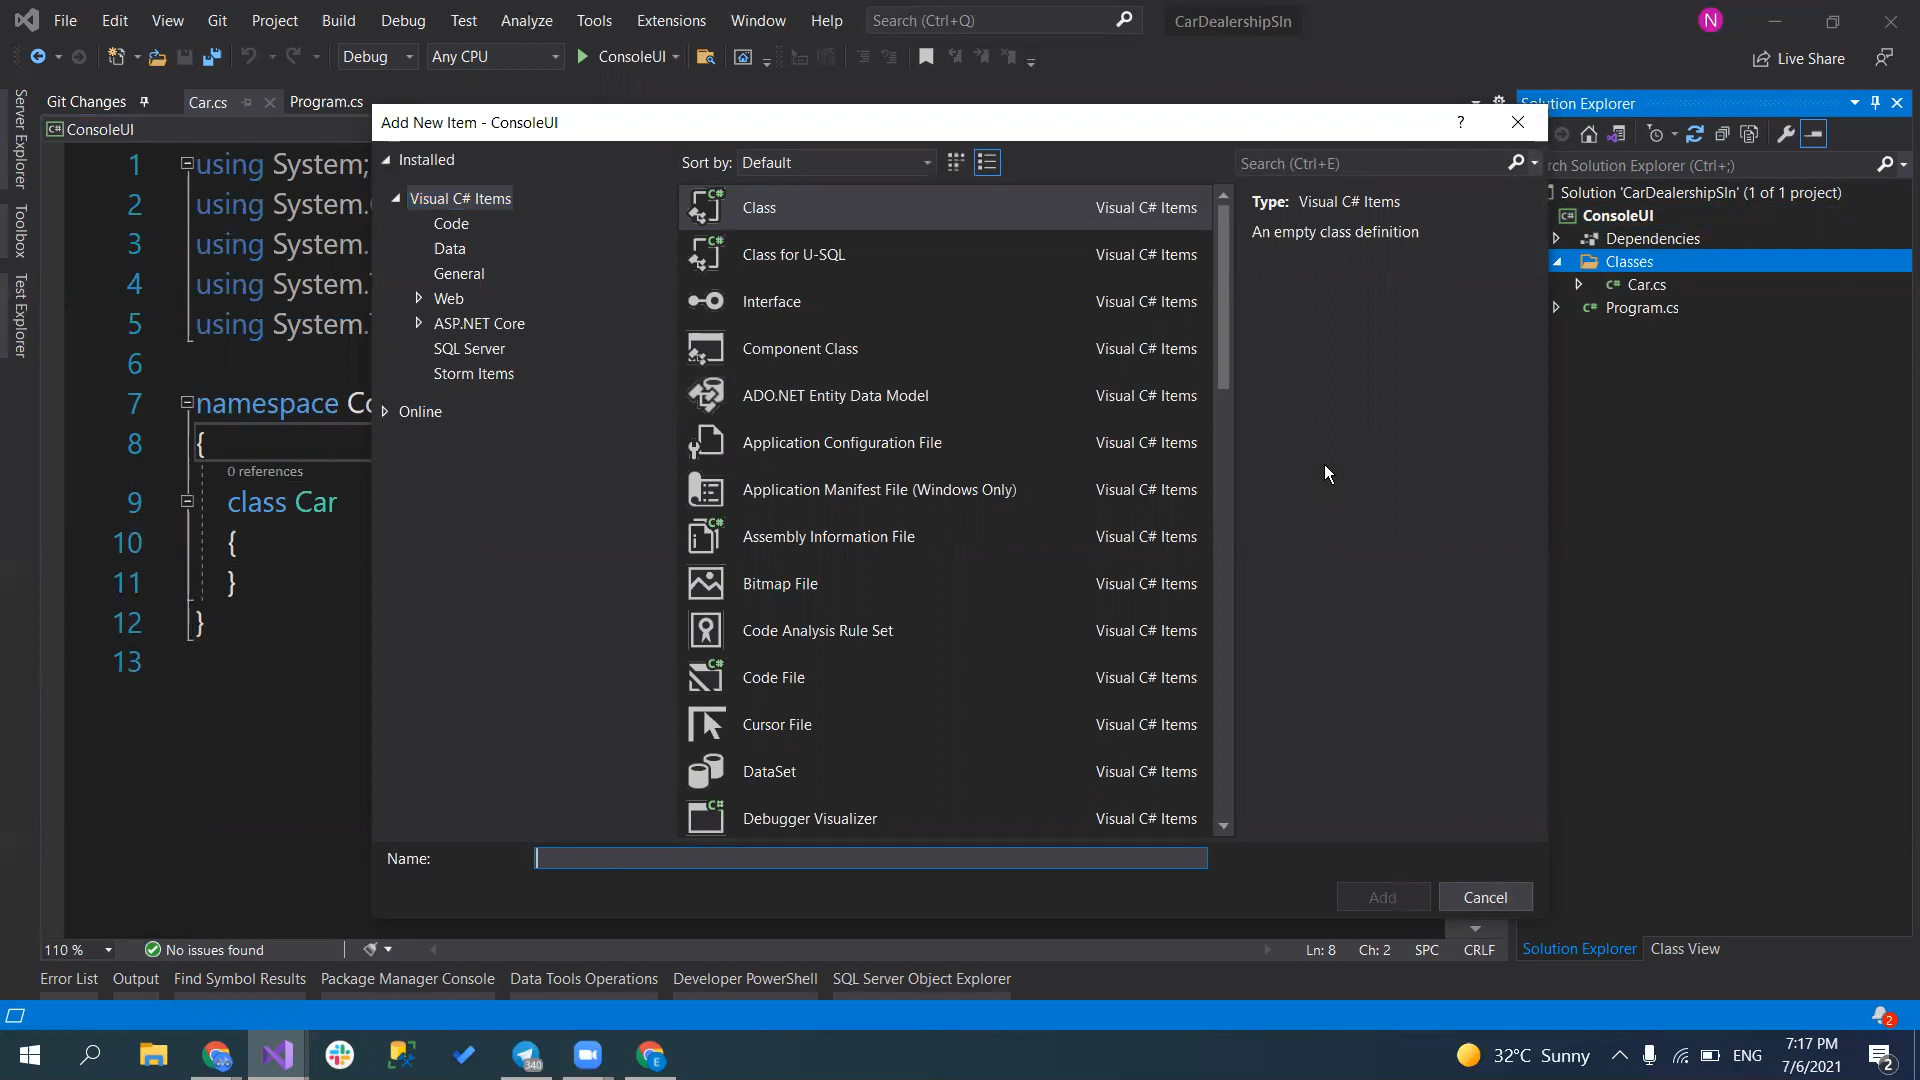 File Edit View Git Project Build Debug Test Analyze Tools Extensions Window Help Search (Ctrl+Q) CarDealershipSln N
Debug Any CPU ConsoleUI Live Share
Server Explorer
Toolbox
Test Explorer
Git Changes Car.cs Program.cs
ConsoleUI
1 using System;
2 using System.
3 using System.
4 using System.
5 using System.
6
7 namespace Co
8 {
0 references
9 class Car
10 {
11 }
12 }
13
Add New Item - ConsoleUI ?
Installed
Visual C# Items
Code
Data
General
Web
ASP.NET Core
SQL Server
Storm Items
Online
Sort by: Default
Search (Ctrl+E)
Class Visual C# Items
Class for U-SQL Visual C# Items
Interface Visual C# Items
Component Class Visual C# Items
ADO.NET Entity Data Model Visual C# Items
Application Configuration File Visual C# Items
Application Manifest File (Windows Only) Visual C# Items
Assembly Information File Visual C# Items
Bitmap File Visual C# Items
Code Analysis Rule Set Visual C# Items
Code File Visual C# Items
Cursor File Visual C# Items
DataSet Visual C# Items
Debugger Visualizer Visual C# Items
Type: Visual C# Items
An empty class definition
Name:
Add Cancel
Solution Explorer
rch Solution Explorer (Ctrl+;)
Solution 'CarDealershipSln' (1 of 1 project)
C# ConsoleUI
Dependencies
Classes
C# Car.cs
C# Program.cs
110 % No issues found Ln: 8 Ch: 2 SPC CRLF
Solution Explorer Class View
Error List Output Find Symbol Results Package Manager Console Data Tools Operations Developer PowerShell SQL Server Object Explorer
2
340
E
32°C Sunny ENG
7:17 PM
7/6/2021
2